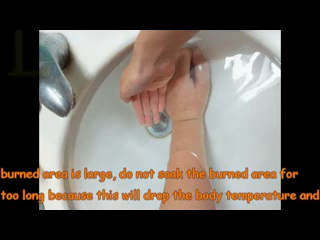 burned area is large, do not soak the burned area for
too long because this will drop the body temperature and